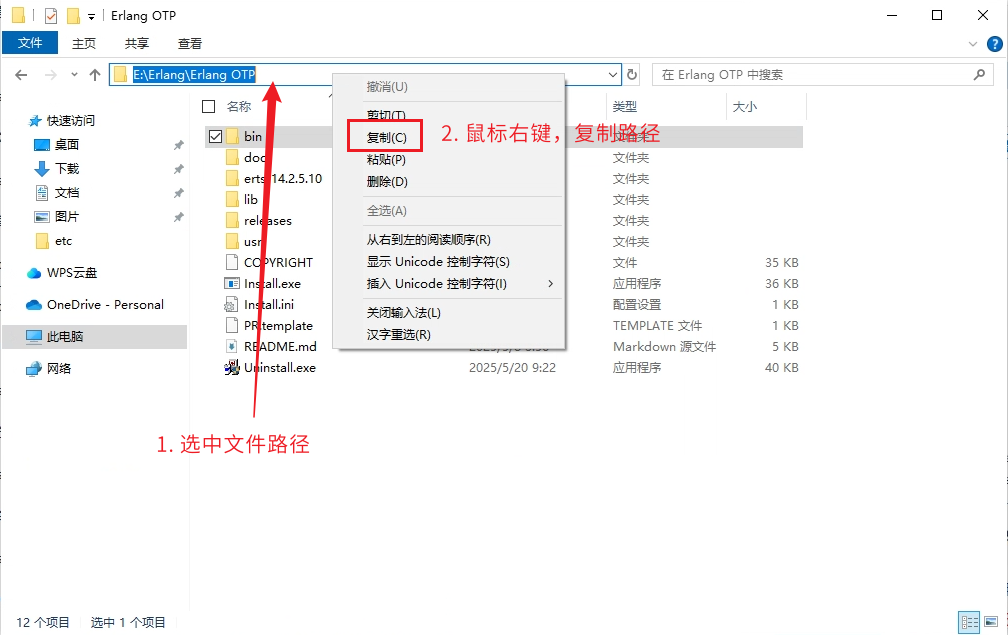 Erlang OTP
文件 主页 共享 查看
E:\Erlang\Erlang OTP
在 Erlang OTP 中搜索
名称 类型 大小
快速访问
桌面
下载
文档
图片
etc
WPS云盘
OneDrive - Personal
此电脑
网络
bin
doc 文件夹
erts-14.2.5.10 文件夹
lib 文件夹
releases 文件夹
usr 文件夹
COPYRIGHT 文件 35 KB
Install.exe 应用程序 36 KB
Install.ini 配置设置 1 KB
PR.template TEMPLATE 文件 1 KB
README.md Markdown 源文件 5 KB
Uninstall.exe 2025/5/20 9:22 应用程序 40 KB
撤消(U)
剪切(T)
复制(C)
粘贴(P)
删除(D)
全选(A)
从右到左的阅读顺序(R)
显示 Unicode 控制字符(S)
插入 Unicode 控制字符(I)
关闭输入法(L)
汉字重选(R)
2. 鼠标右键，复制路径
1. 选中文件路径
12 个项目 选中 1 个项目